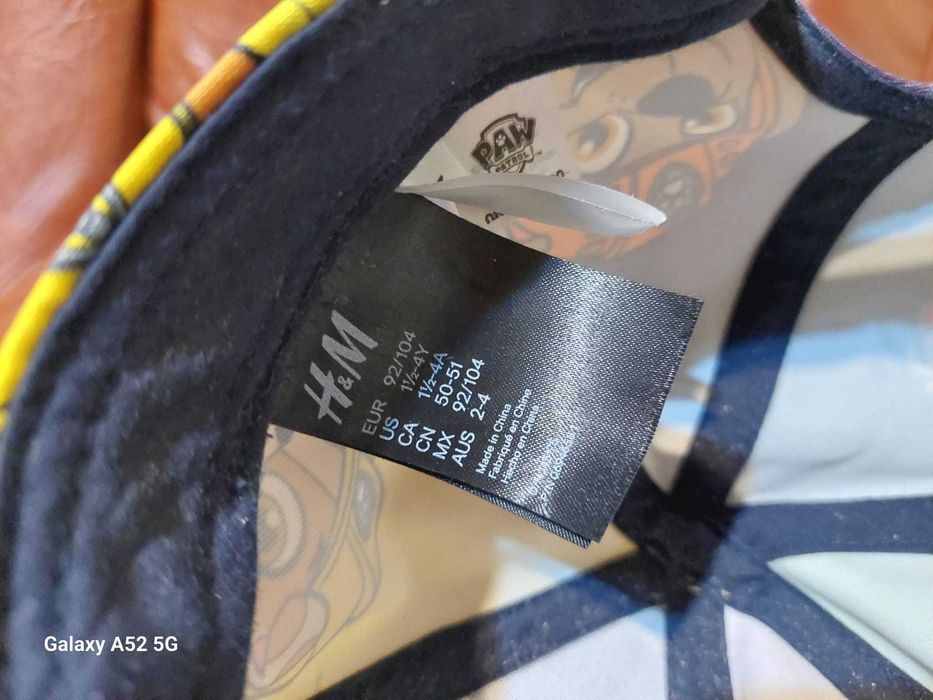 PAW
PATROL
TM
H&M
EUR 92/104
US 1½-4Y
CA 1½-4A
CN 50-51
MX 92/104
AUS 2-4
Made in China
Fabriqué en Chine
Hecho en China
Galaxy A52 5G